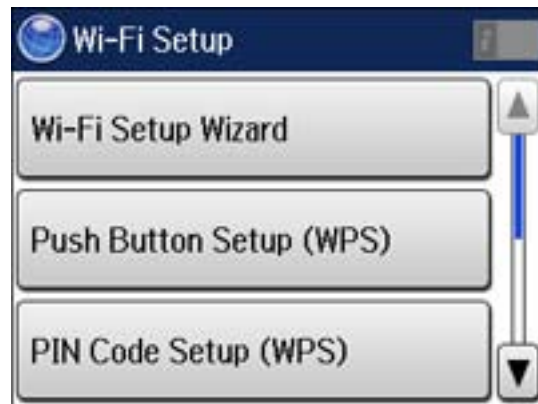 Wi-Fi Setup
Wi-Fi Setup Wizard
Push Button Setup (WPS)
PIN Code Setup (WPS)